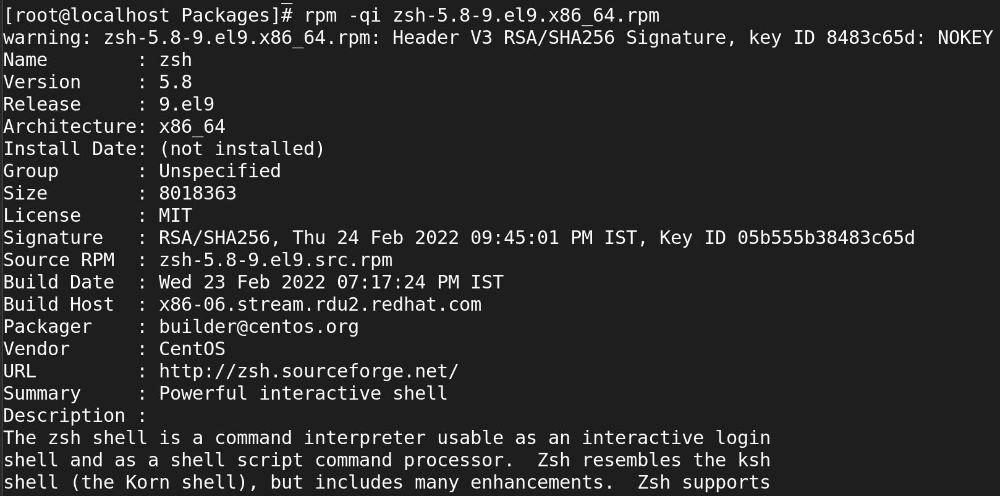 [root@localhost Packages]# rpm -qi zsh-5.8-9.el9.x86_64.rpm
warning: zsh-5.8-9.el9.x86_64.rpm: Header V3 RSA/SHA256 Signature, key ID 8483c65d: NOKEY
Name        : zsh
Version     : 5.8
Release     : 9.el9
Architecture: x86_64
Install Date: (not installed)
Group       : Unspecified
Size        : 8018363
License     : MIT
Signature   : RSA/SHA256, Thu 24 Feb 2022 09:45:01 PM IST, Key ID 05b555b38483c65d
Source RPM  : zsh-5.8-9.el9.src.rpm
Build Date  : Wed 23 Feb 2022 07:17:24 PM IST
Build Host  : x86-06.stream.rdu2.redhat.com
Packager    : builder@centos.org
Vendor      : CentOS
URL         : http://zsh.sourceforge.net/
Summary     : Powerful interactive shell
Description :
The zsh shell is a command interpreter usable as an interactive login
shell and as a shell script command processor.  Zsh resembles the ksh
shell (the Korn shell), but includes many enhancements.  Zsh supports